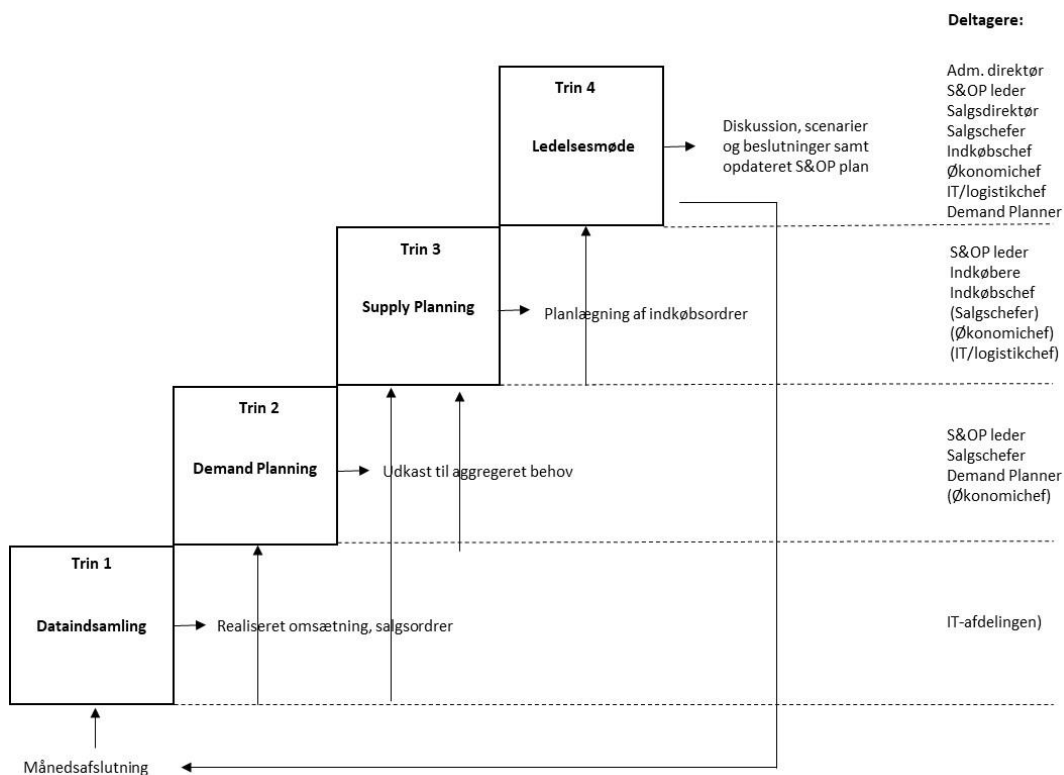 Deltagere:
Trin 4
Ledelsesmøde
Diskussion, scenarier
og beslutninger samt
opdateret S&OP plan
Adm. direktør
S&OP leder
Salgsdirektør
Salgschefer
Indkøbschef
Økonomichef
IT/logistikchef
Demand Planner
Trin 3
Supply Planning
Planlægning af indkøbsordrer
S&OP leder
Indkøbere
Indkøbschef
(Salgschefer)
(Økonomichef)
(IT/logistikchef)
Trin 2
Demand Planning
Udkast til aggregeret behov
S&OP leder
Salgschefer
Demand Planner
(Økonomichef)
Trin 1
Dataindsamling
Realiseret omsætning, salgsordrer
IT-afdelingen)
Månedsafslutning